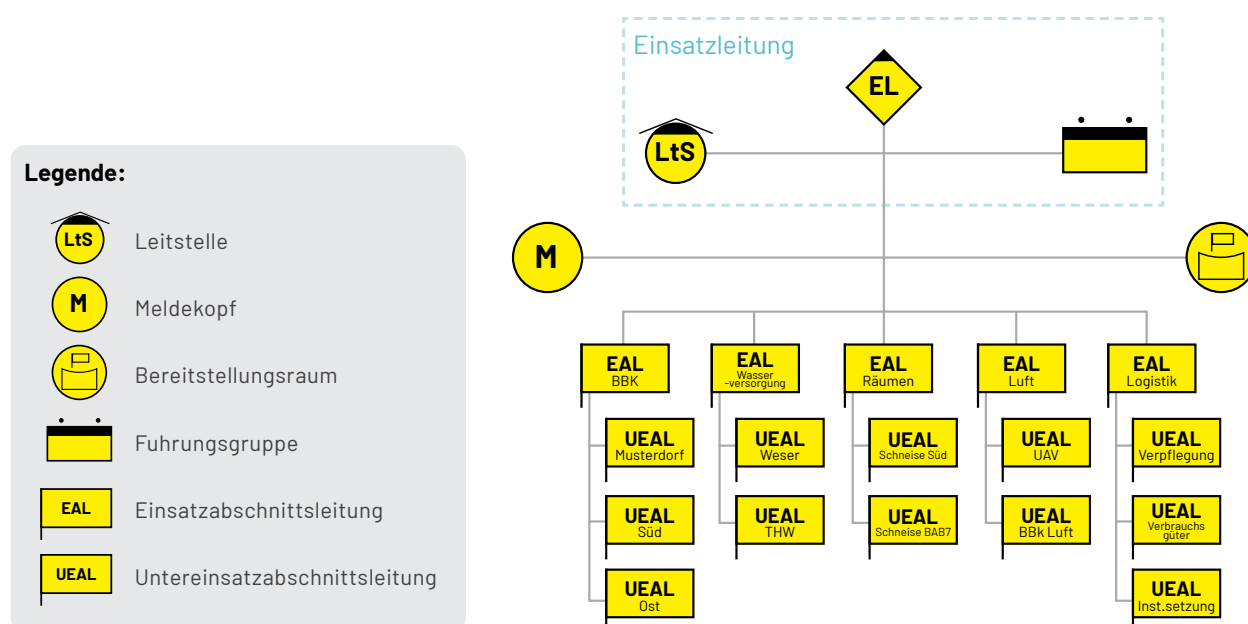 Legende:
LtS
Leitstelle
M
Meldekopf
Bereitstellungsraum
Fuhrungsgruppe
EAL
Einsatzabschnittsleitung
UEAL
Untereinsatzabschnittsleitung
Einsatzleitung
EL
LtS
M
EAL
BBK
UEAL
Musterdorf
UEAL
Süd
UEAL
Ost
EAL
Wasser
-versorgung
UEAL
Weser
UEAL
THW
EAL
Räumen
UEAL
Schneise Süd
UEAL
Schneise BAB7
EAL
Luft
UEAL
UAV
UEAL
BBk Luft
EAL
Logistik
UEAL
Verpflegung
UEAL
Verbrauchs
güter
UEAL
Inst.setzung